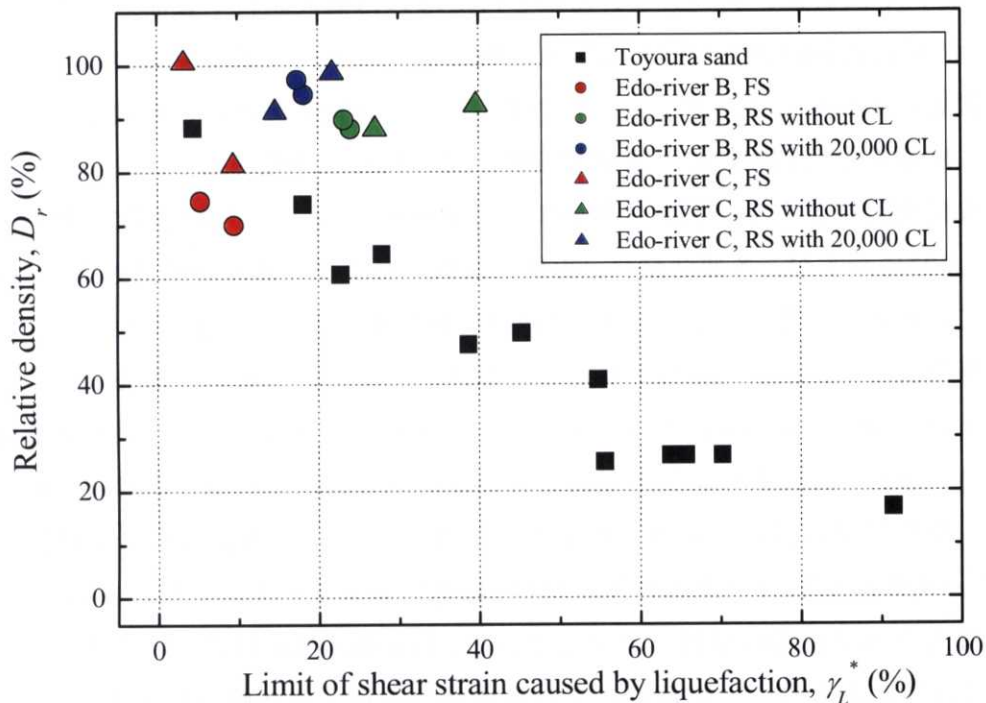 100
80
60
40
20
0
Relative density, D_r (%)
Toyoura sand
Edo-river B, FS
Edo-river B, RS without CL
Edo-river B, RS with 20,000 CL
Edo-river C, FS
Edo-river C, RS without CL
Edo-river C, RS with 20,000 CL
0 20 40 60 80 100
Limit of shear strain caused by liquefaction, γ_L* (%)